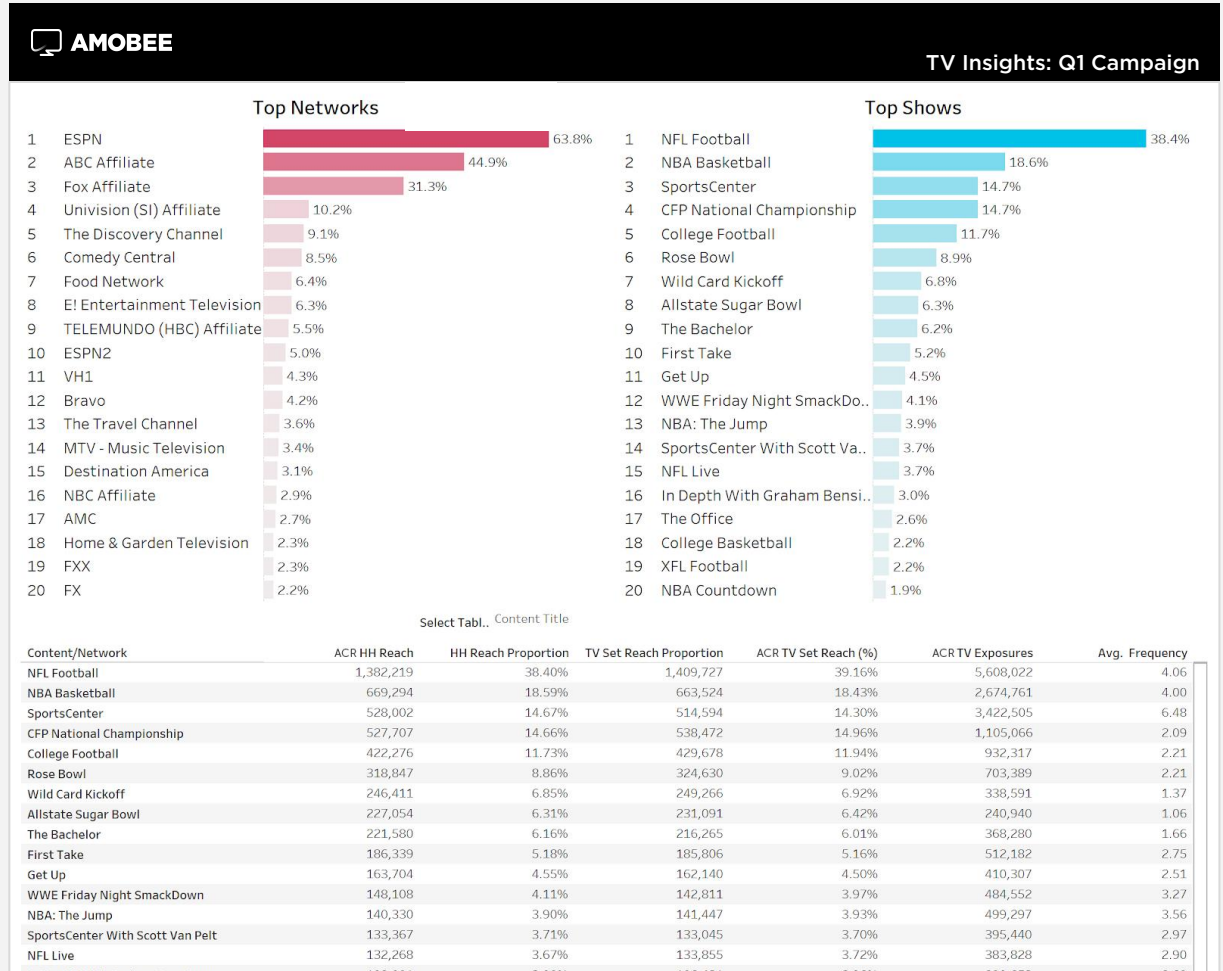 AMOBEE
TV Insights: Q1 Campaign
Top Networks
1 ESPN 63.8%
2 ABC Affiliate 44.9%
3 Fox Affiliate 31.3%
4 Univision (SI) Affiliate 10.2%
5 The Discovery Channel 9.1%
6 Comedy Central 8.5%
7 Food Network 6.4%
8 E! Entertainment Television 6.3%
9 TELEMUNDO (HBC) Affiliate 5.5%
10 ESPN2 5.0%
11 VH1 4.3%
12 Bravo 4.2%
13 The Travel Channel 3.6%
14 MTV - Music Television 3.4%
15 Destination America 3.1%
16 NBC Affiliate 2.9%
17 AMC 2.7%
18 Home & Garden Television 2.3%
19 FXX 2.3%
20 FX 2.2%
Top Shows
1 NFL Football 38.4%
2 NBA Basketball 18.6%
3 SportsCenter 14.7%
4 CFP National Championship 14.7%
5 College Football 11.7%
6 Rose Bowl 8.9%
7 Wild Card Kickoff 6.8%
8 Allstate Sugar Bowl 6.3%
9 The Bachelor 6.2%
10 First Take 5.2%
11 Get Up 4.5%
12 WWE Friday Night SmackDo.. 4.1%
13 NBA: The Jump 3.9%
14 SportsCenter With Scott Va.. 3.7%
15 NFL Live 3.7%
16 In Depth With Graham Bensi.. 3.0%
17 The Office 2.6%
18 College Basketball 2.2%
19 XFL Football 2.2%
20 NBA Countdown 1.9%
Select Tabl.. Content Title
Content/Network ACR HH Reach HH Reach Proportion TV Set Reach Proportion ACR TV Set Reach (%) ACR TV Exposures Avg. Frequency
NFL Football 1,382,219 38.40% 1,409,727 39.16% 5,608,022 4.06
NBA Basketball 669,294 18.59% 663,524 18.43% 2,674,761 4.00
SportsCenter 528,002 14.67% 514,594 14.30% 3,422,505 6.48
CFP National Championship 527,707 14.66% 538,472 14.96% 1,105,066 2.09
College Football 422,276 11.73% 429,678 11.94% 932,317 2.21
Rose Bowl 318,847 8.86% 324,630 9.02% 703,389 2.21
Wild Card Kickoff 246,411 6.85% 249,266 6.92% 338,591 1.37
Allstate Sugar Bowl 227,054 6.31% 231,091 6.42% 240,940 1.06
The Bachelor 221,580 6.16% 216,265 6.01% 368,280 1.66
First Take 186,339 5.18% 185,806 5.16% 512,182 2.75
Get Up 163,704 4.55% 162,140 4.50% 410,307 2.51
WWE Friday Night SmackDown 148,108 4.11% 142,811 3.97% 484,552 3.27
NBA: The Jump 140,330 3.90% 141,447 3.93% 499,297 3.56
SportsCenter With Scott Van Pelt 133,367 3.71% 133,045 3.70% 395,440 2.97
NFL Live 132,268 3.67% 133,855 3.72% 383,828 2.90